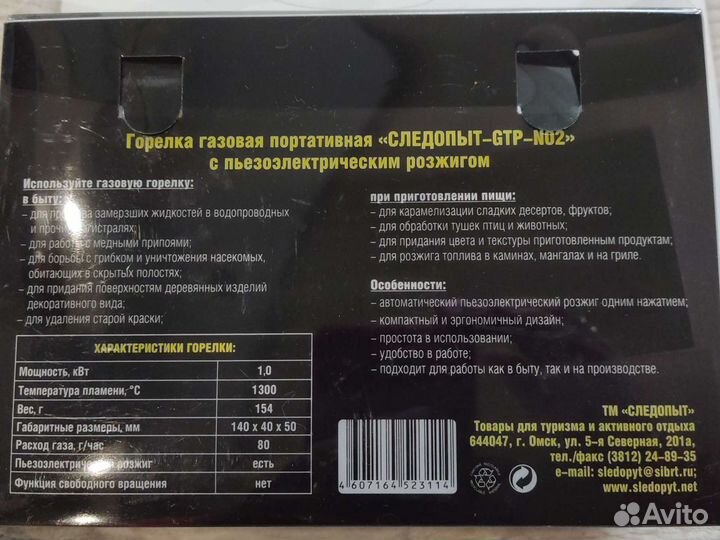 Горелка газовая портативная «СЛЕДОПЫТ-GTP-N02»
с пьезоэлектрическим розжигом
Используйте газовую горелку:
в быту:
– для прогрева замерзших жидкостей в водопроводных
и прочих магистралях;
– для работы с медными припоями;
– для борьбы с грибком и уничтожения насекомых,
обитающих в скрытых полостях;
– для придания поверхностям деревянных изделий
декоративного вида;
– для удаления старой краски;
при приготовлении пищи:
– для карамелизации сладких десертов, фруктов;
– для обработки тушек птиц и животных;
– для придания цвета и текстуры приготовленным продуктам;
– для розжига топлива в каминах, мангалах и на гриле.
Особенности:
– автоматический пьезоэлектрический розжиг одним нажатием;
– компактный и эргономичный дизайн;
– простота в использовании;
– удобство в работе;
– подходит для работы как в быту, так и на производстве.
ХАРАКТЕРИСТИКИ ГОРЕЛКИ:
Мощность, кВт 1,0
Температура пламени, °С 1300
Вес, г 154
Габаритные размеры, мм 140 х 40 х 50
Расход газа, г/час 80
Пьезоэлектрический розжиг есть
Функция свободного вращения нет
4 607164 523114
ТМ «СЛЕДОПЫТ»
Товары для туризма и активного отдыха
644047, г. Омск, ул. 5-я Северная, 201а,
тел./факс (3812) 24-89-35
e-mail: sledopyt@sibrt.ru;
www.sledopyt.net
Avito